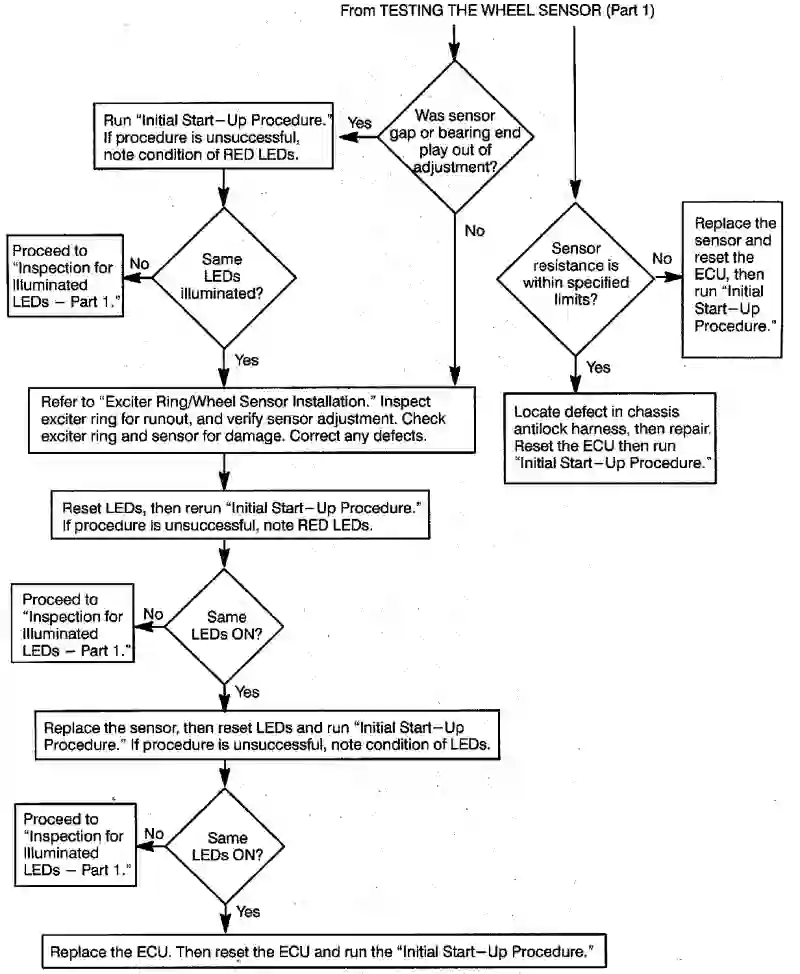 From TESTING THE WHEEL SENSOR (Part 1)
Was sensor
gap or bearing end
play out of
adjustment?
Yes
Run “Initial Start–Up Procedure.”
If procedure is unsuccessful,
note condition of RED LEDs.
No
Same
LEDs
illuminated?
No
Proceed to
“Inspection for
Illuminated
LEDs – Part 1.”
Yes
Sensor
resistance is
within specified
limits?
No
Replace the
sensor and
reset the
ECU, then
run “Initial
Start–Up
Procedure.”
Yes
Locate defect in chassis
antilock harness, then repair.
Reset the ECU then run
“Initial Start–Up Procedure.”
Refer to “Exciter Ring/Wheel Sensor Installation.” Inspect
exciter ring for runout, and verify sensor adjustment. Check
exciter ring and sensor for damage. Correct any defects.
Reset LEDs, then rerun “Initial Start–Up Procedure.”
If procedure is unsuccessful, note RED LEDs.
Same
LEDs ON?
No
Proceed to
“Inspection for
Illuminated
LEDs – Part 1.”
Yes
Replace the sensor, then reset LEDs and run “Initial Start–Up
Procedure.” If procedure is unsuccessful, note condition of LEDs.
Same
LEDs ON?
No
Proceed to
“Inspection for
Illuminated
LEDs – Part 1.”
Yes
Replace the ECU. Then reset the ECU and run the “Initial Start–Up Procedure.”